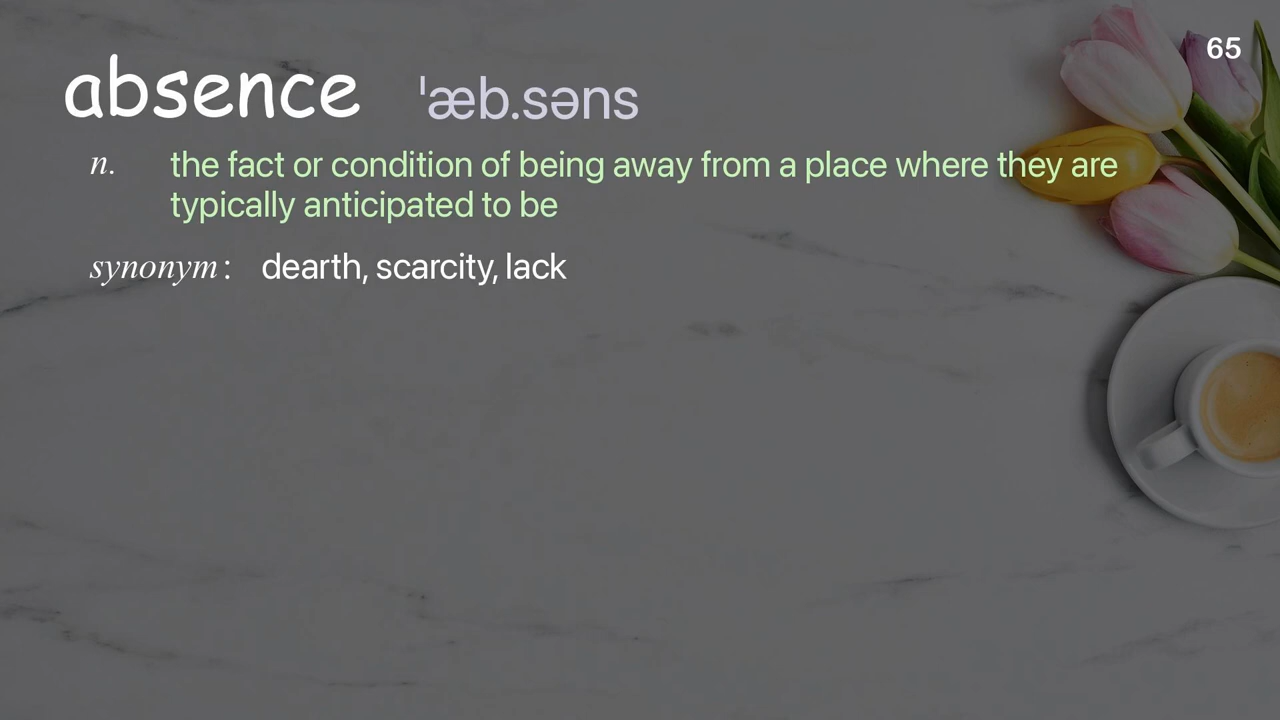 65
absence ˈæb.səns
n. the fact or condition of being away from a place where they are
typically anticipated to be
synonym: dearth, scarcity, lack